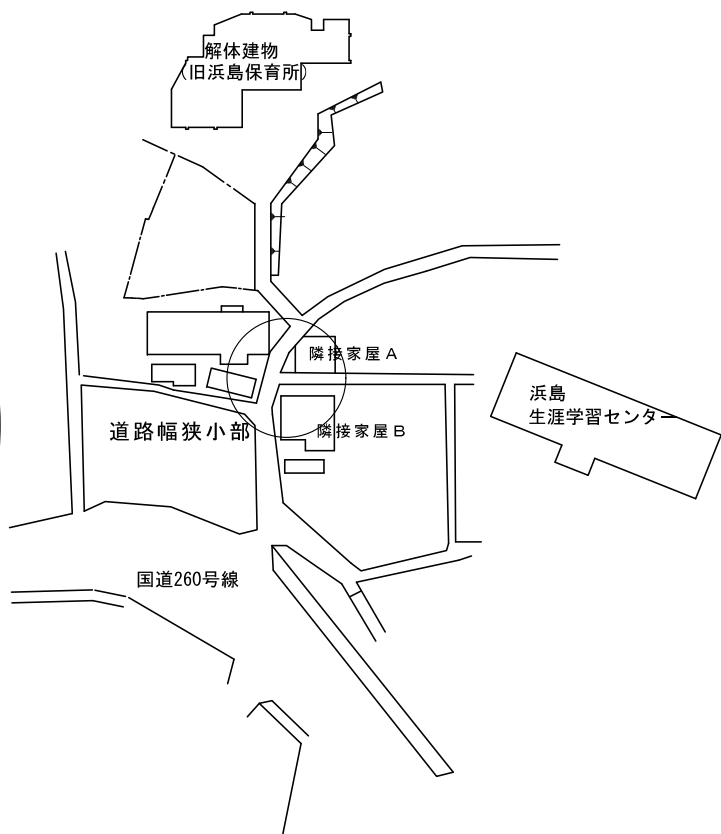 解体建物
(旧浜島保育所)
隣接家屋A
浜島
生涯学習センター
道路幅狭小部
隣接家屋B
国道260号線